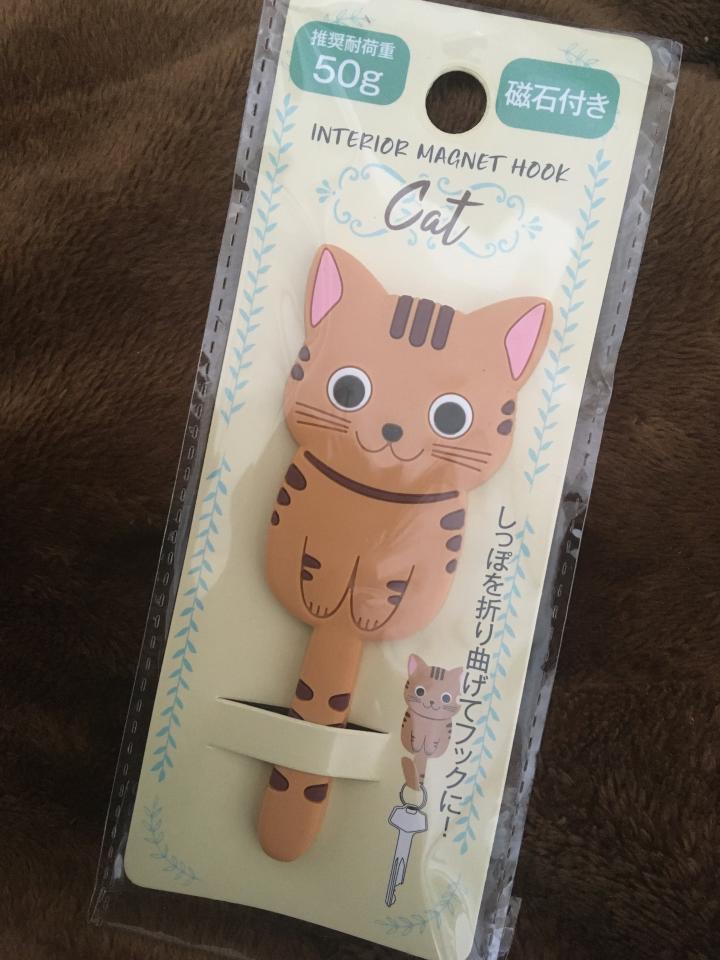 推奨耐荷重
50g
磁石付き
INTERIOR MAGNET HOOK
Cat
しっぽを折り曲げてフックに!